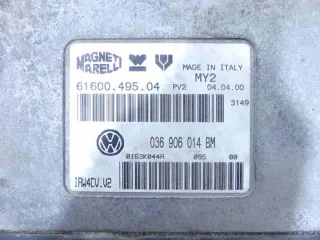 MAGNETI MARELLI
MADE IN ITALY
MY2
61600.495.04 PV2 04.04.00
3149
036 906 014 BM
0163K044A 095 00
IAW4CV.V2